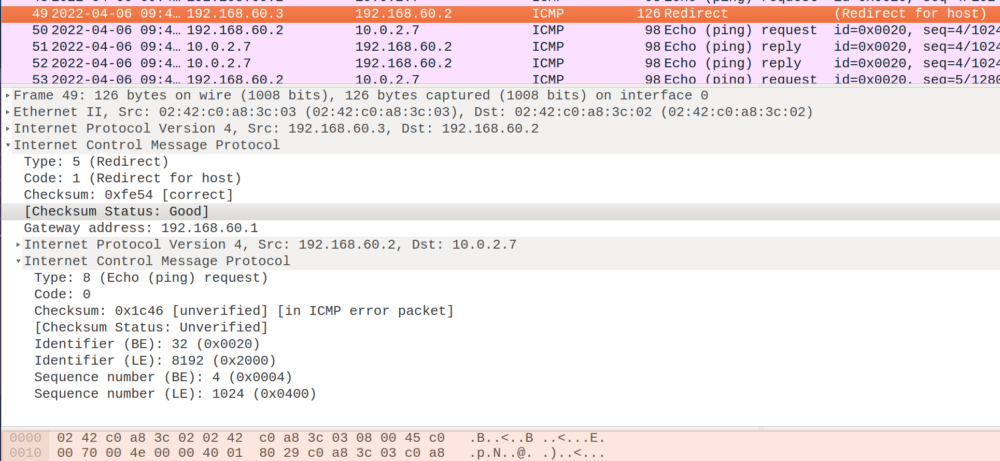 49 2022-04-06 09:4… 192.168.60.3 192.168.60.2 ICMP 126 Redirect (Redirect for host)
50 2022-04-06 09:4… 192.168.60.2 10.0.2.7 ICMP 98 Echo (ping) request id=0x0020, seq=4/1024
51 2022-04-06 09:4… 10.0.2.7 192.168.60.2 ICMP 98 Echo (ping) reply id=0x0020, seq=4/1024
52 2022-04-06 09:4… 10.0.2.7 192.168.60.2 ICMP 98 Echo (ping) reply id=0x0020, seq=4/1024
53 2022-04-06 09:4… 192.168.60.2 10.0.2.7 ICMP 98 Echo (ping) request id=0x0020, seq=5/1280
Frame 49: 126 bytes on wire (1008 bits), 126 bytes captured (1008 bits) on interface 0
Ethernet II, Src: 02:42:c0:a8:3c:03 (02:42:c0:a8:3c:03), Dst: 02:42:c0:a8:3c:02 (02:42:c0:a8:3c:02)
Internet Protocol Version 4, Src: 192.168.60.3, Dst: 192.168.60.2
Internet Control Message Protocol
Type: 5 (Redirect)
Code: 1 (Redirect for host)
Checksum: 0xfe54 [correct]
[Checksum Status: Good]
Gateway address: 192.168.60.1
Internet Protocol Version 4, Src: 192.168.60.2, Dst: 10.0.2.7
Internet Control Message Protocol
Type: 8 (Echo (ping) request)
Code: 0
Checksum: 0x1c46 [unverified] [in ICMP error packet]
[Checksum Status: Unverified]
Identifier (BE): 32 (0x0020)
Identifier (LE): 8192 (0x2000)
Sequence number (BE): 4 (0x0004)
Sequence number (LE): 1024 (0x0400)
0000 02 42 c0 a8 3c 02 02 42 c0 a8 3c 03 08 00 45 c0 .B..<..B ..<...E.
0010 00 70 00 4e 00 00 40 01 80 29 c0 a8 3c 03 c0 a8 .p.N..@. .)..<...